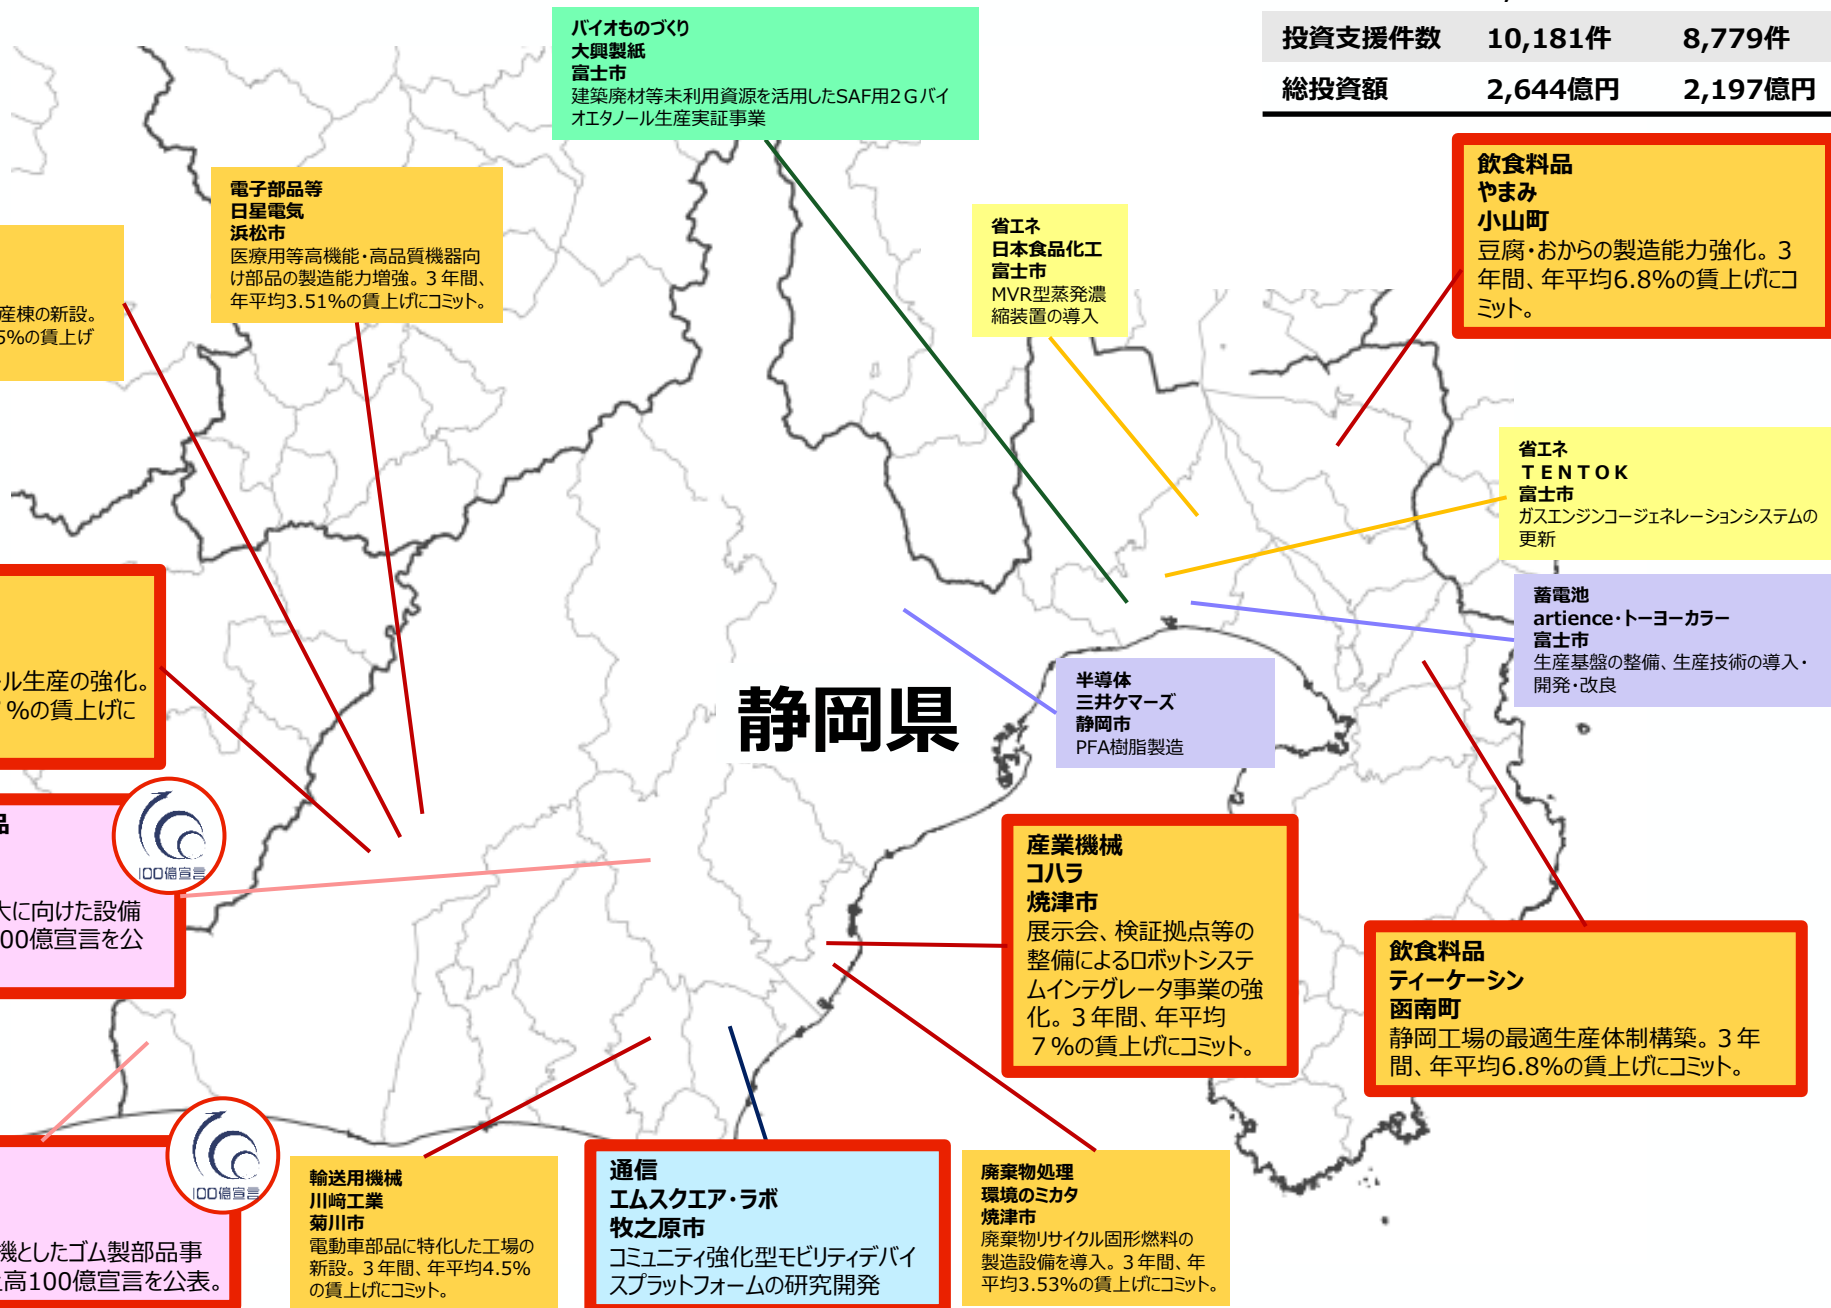 投資支援件数 10,181件 8,779件
総投資額 2,644億円 2,197億円
バイオものづくり
大興製紙
富士市
建築廃材等未利用資源を活用したSAF用2Gバイ
オエタノール生産実証事業
電子部品等
日星電気
浜松市
医療用等高機能・高品質機器向
け部品の製造能力増強。3年間、
年平均3.51%の賃上げにコミット。
産棟の新設。
5%の賃上げ
省エネ
日本食品化工
富士市
MVR型蒸発濃
縮装置の導入
飲食料品
やまみ
小山町
豆腐・おからの製造能力強化。3
年間、年平均6.8%の賃上げにコ
ミット。
省エネ
TENTOK
富士市
ガスエンジンコージェネレーションシステムの
更新
蓄電池
artience・トーヨーカラー
富士市
生産基盤の整備、生産技術の導入・
開発・改良
半導体
三井ケマーズ
静岡市
PFA樹脂製造
静岡県
ル生産の強化。
%の賃上げに
品
100億宣言
大に向けた設備
00億宣言を公
産業機械
コハラ
焼津市
展示会、検証拠点等の
整備によるロボットシステ
ムインテグレータ事業の強
化。3年間、年平均
7%の賃上げにコミット。
飲食料品
ティーケーシン
函南町
静岡工場の最適生産体制構築。3年
間、年平均6.8%の賃上げにコミット。
100億宣言
機としたゴム製部品事
高100億宣言を公表。
輸送用機械
川﨑工業
菊川市
電動車部品に特化した工場の
新設。3年間、年平均4.5%
の賃上げにコミット。
通信
エムスクエア・ラボ
牧之原市
コミュニティ強化型モビリティデバイ
スプラットフォームの研究開発
廃棄物処理
環境のミカタ
焼津市
廃棄物リサイクル固形燃料の
製造設備を導入。3年間、年
平均3.53%の賃上げにコミット。